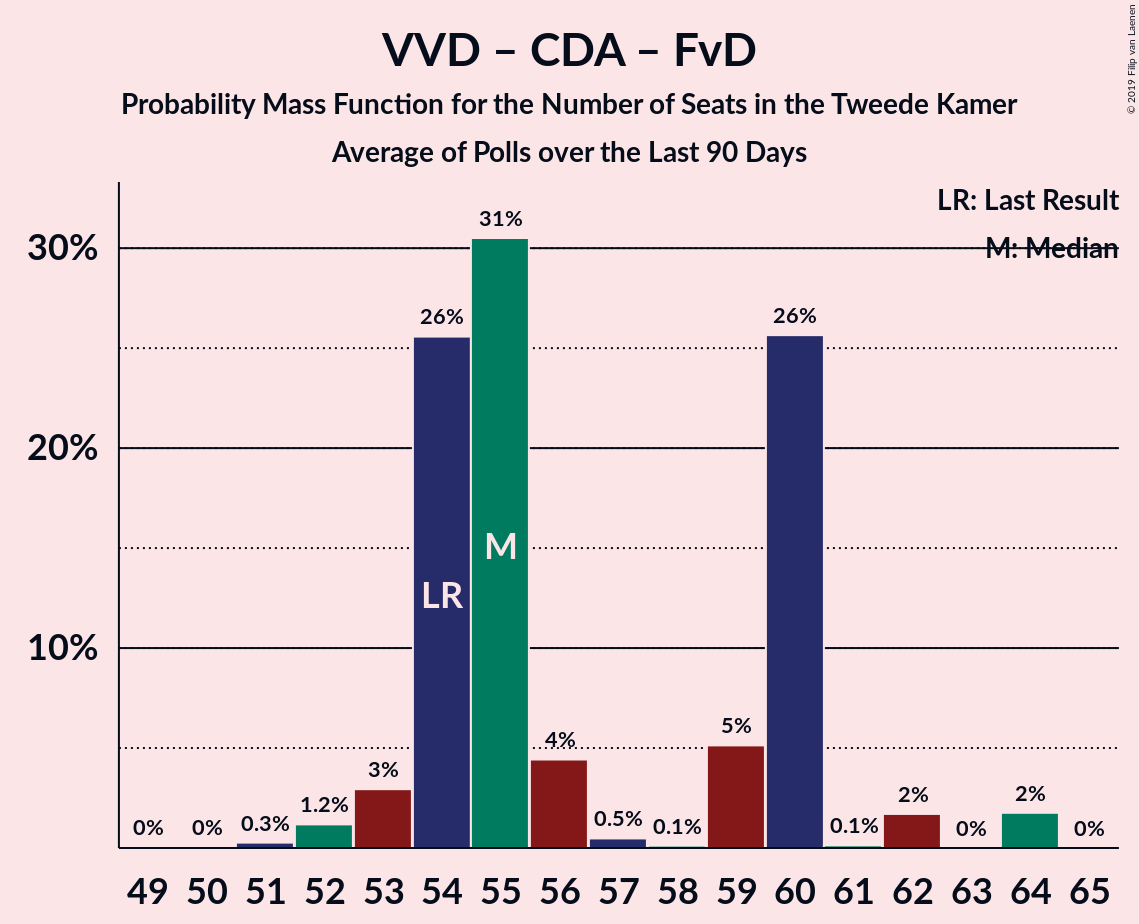 VVD – CDA – FvD
Probability Mass Function for the Number of Seats in the Tweede Kamer
Average of Polls over the Last 90 Days
© 2019 Filip van Laenen
LR: Last Result
M: Median
30%
20%
10%
0% 0% 0.3% 1.2% 3% 26% 31% 4% 0.5% 0.1% 5% 26% 0.1% 2% 0% 2% 0%
M
LR
49 50 51 52 53 54 55 56 57 58 59 60 61 62 63 64 65